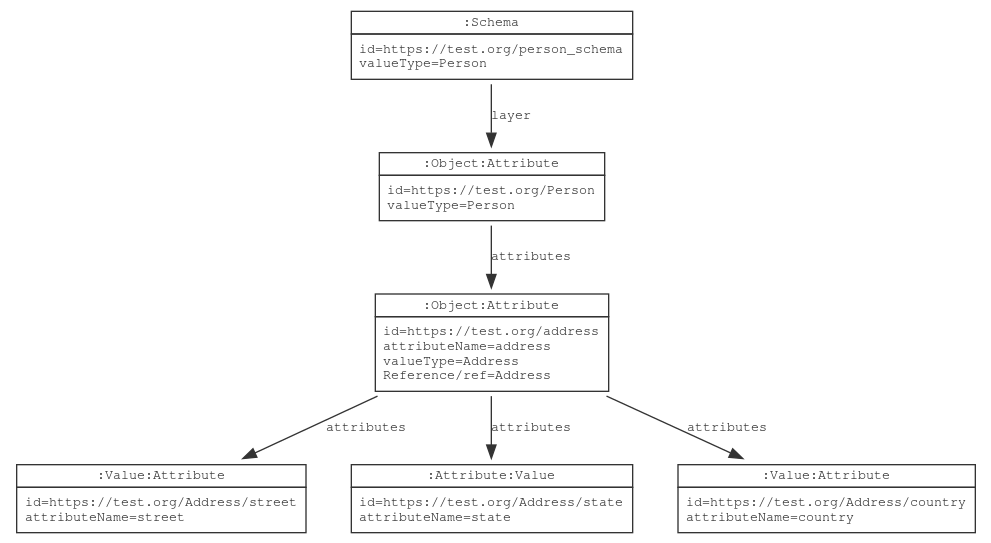 :Schema
id=https://test.org/person_schema
valueType=Person
layer
:Object:Attribute
id=https://test.org/Person
valueType=Person
attributes
:Object:Attribute
id=https://test.org/address
attributeName=address
valueType=Address
Reference/ref=Address
attributes
attributes
attributes
:Value:Attribute
id=https://test.org/Address/street
attributeName=street
:Attribute:Value
id=https://test.org/Address/state
attributeName=state
:Value:Attribute
id=https://test.org/Address/country
attributeName=country